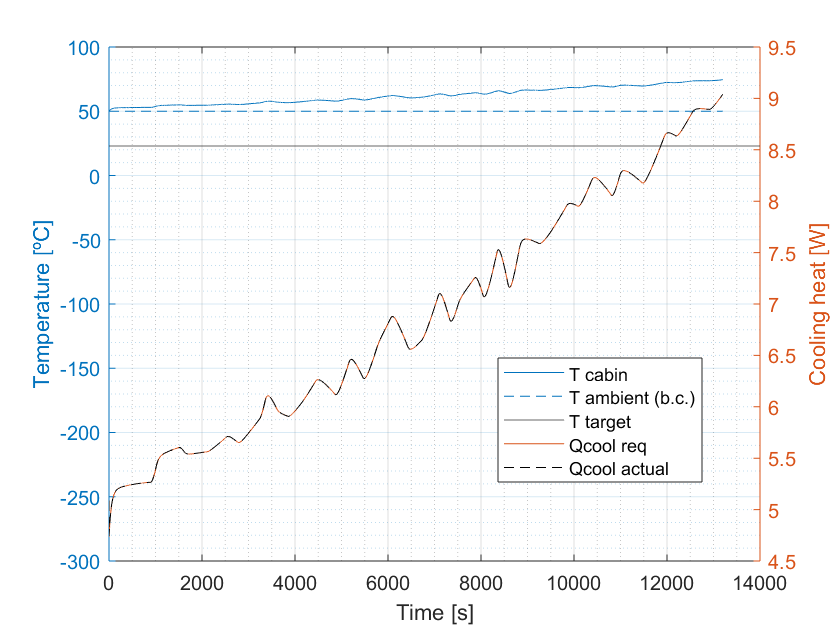 100
50
0
-50
-100
-150
-200
-250
-300
Temperature [ºC]
9.5
9
8.5
8
7.5
7
6.5
6
5.5
5
4.5
Cooling heat [W]
T cabin
T ambient (b.c.)
T target
Qcool req
Qcool actual
0 2000 4000 6000 8000 10000 12000 14000
Time [s]